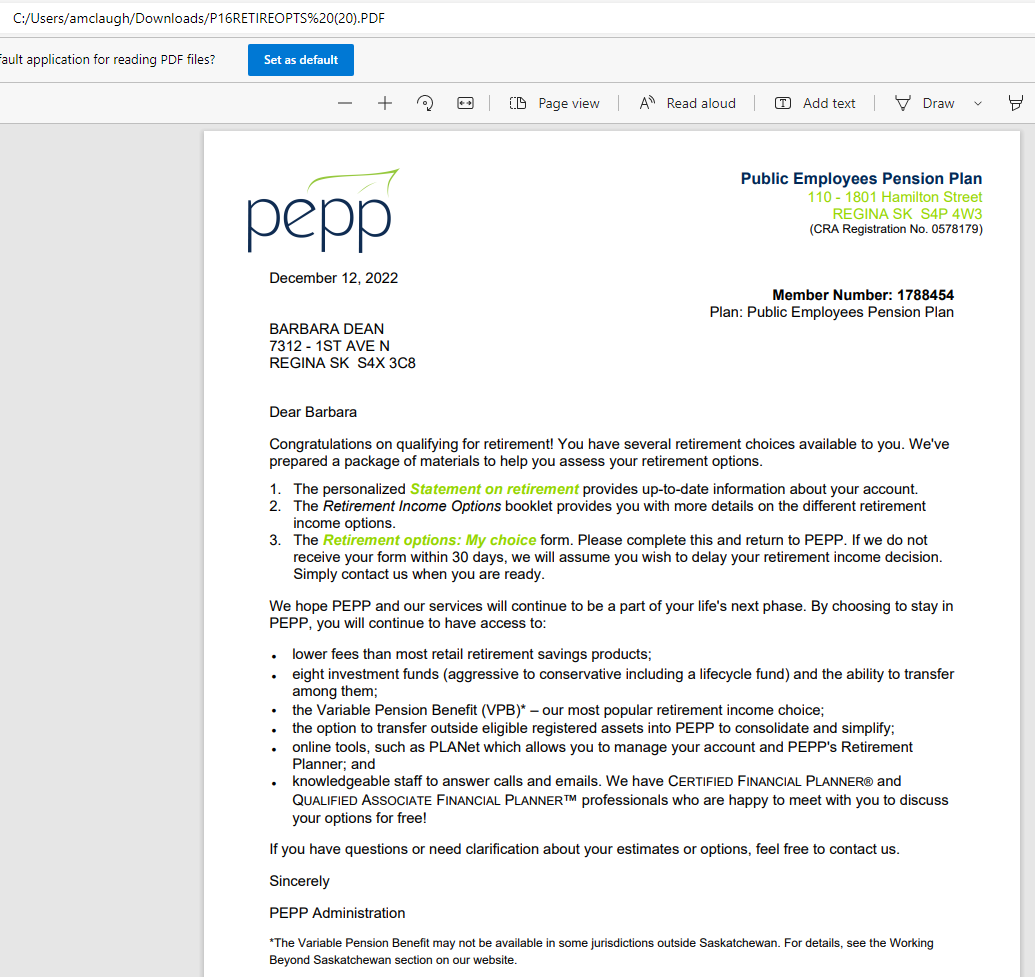 C:/Users/amclaugh/Downloads/P16RETIREOPTS%20(20).PDF
fault application for reading PDF files?
Set as default
Page view
Read aloud
Add text
Draw
pepp
Public Employees Pension Plan
110 - 1801 Hamilton Street
REGINA SK S4P 4W3
(CRA Registration No. 0578179)
December 12, 2022
Member Number: 1788454
Plan: Public Employees Pension Plan
BARBARA DEAN
7312 - 1ST AVE N
REGINA SK S4X 3C8
Dear Barbara
Congratulations on qualifying for retirement! You have several retirement choices available to you. We've
prepared a package of materials to help you assess your retirement options.
1. The personalized Statement on retirement provides up-to-date information about your account.
2. The Retirement Income Options booklet provides you with more details on the different retirement
income options.
3. The Retirement options: My choice form. Please complete this and return to PEPP. If we do not
receive your form within 30 days, we will assume you wish to delay your retirement income decision.
Simply contact us when you are ready.
We hope PEPP and our services will continue to be a part of your life's next phase. By choosing to stay in
PEPP, you will continue to have access to:
• lower fees than most retail retirement savings products;
• eight investment funds (aggressive to conservative including a lifecycle fund) and the ability to transfer
among them;
• the Variable Pension Benefit (VPB)* – our most popular retirement income choice;
• the option to transfer outside eligible registered assets into PEPP to consolidate and simplify;
• online tools, such as PLANet which allows you to manage your account and PEPP's Retirement
Planner; and
• knowledgeable staff to answer calls and emails. We have CERTIFIED FINANCIAL PLANNER® and
QUALIFIED ASSOCIATE FINANCIAL PLANNER™ professionals who are happy to meet with you to discuss
your options for free!
If you have questions or need clarification about your estimates or options, feel free to contact us.
Sincerely
PEPP Administration
*The Variable Pension Benefit may not be available in some jurisdictions outside Saskatchewan. For details, see the Working
Beyond Saskatchewan section on our website.